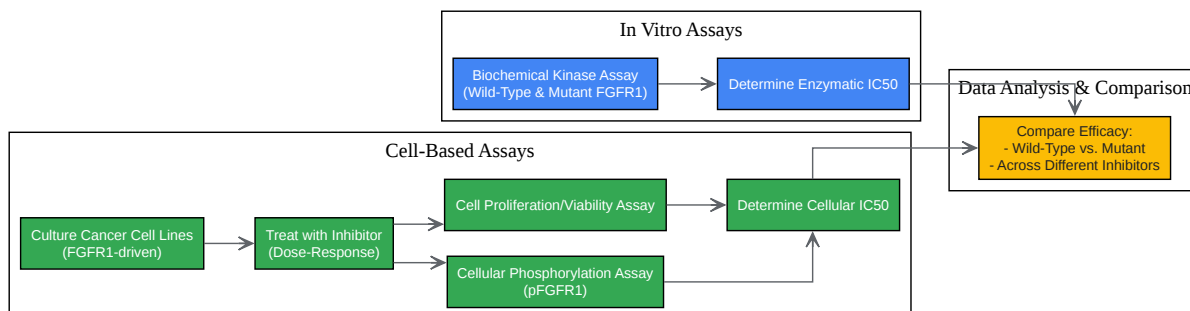 In Vitro Assays
Biochemical Kinase Assay
(Wild-Type & Mutant FGFR1)
Determine Enzymatic IC50
Data Analysis & Comparison
Compare Efficacy:
- Wild-Type vs. Mutant
- Across Different Inhibitors
Cell-Based Assays
Culture Cancer Cell Lines
(FGFR1-driven)
Treat with Inhibitor
(Dose-Response)
Cell Proliferation/Viability Assay
Cellular Phosphorylation Assay
(pFGFR1)
Determine Cellular IC50